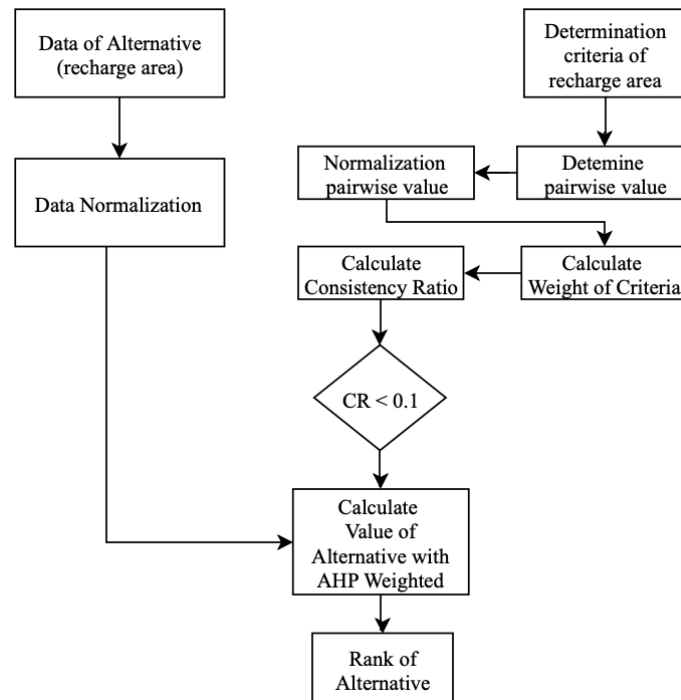 Data of Alternative
(recharge area)
Determination
criteria of
recharge area
Data Normalization
Normalization
pairwise value
Detemine
pairwise value
Calculate
Consistency Ratio
Calculate
Weight of Criteria
CR < 0.1
Calculate
Value of
Alternative with
AHP Weighted
Rank of
Alternative